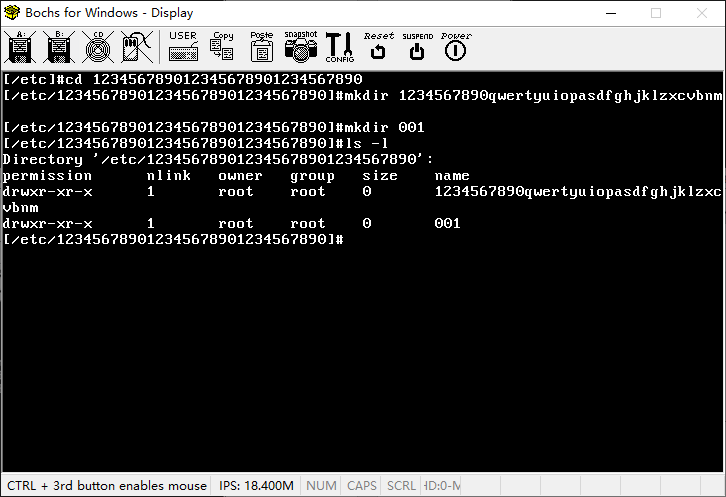 Bochs for Windows - Display
A: B: CD USER Copy Paste Snapshot CONFIG Reset SUSPEND Power
[/etc]#cd 123456789012345678901234567890
[/etc/123456789012345678901234567890]#mkdir 1234567890qwertyuiopasdfghjklzxcvbnm
[/etc/123456789012345678901234567890]#mkdir 001
[/etc/123456789012345678901234567890]#ls -l
Directory '/etc/123456789012345678901234567890':
permission nlink owner group size name
drwxr-xr-x 1 root root 0 1234567890qwertyuiopasdfghjklzxc
vbnm
drwxr-xr-x 1 root root 0 001
[/etc/123456789012345678901234567890]#
CTRL + 3rd button enables mouse IPS: 18.400M NUM CAPS SCRL HD:0-M